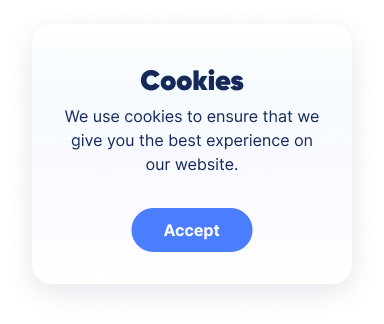 Cookies
We use cookies to ensure that we
give you the best experience on
our website.
Accept